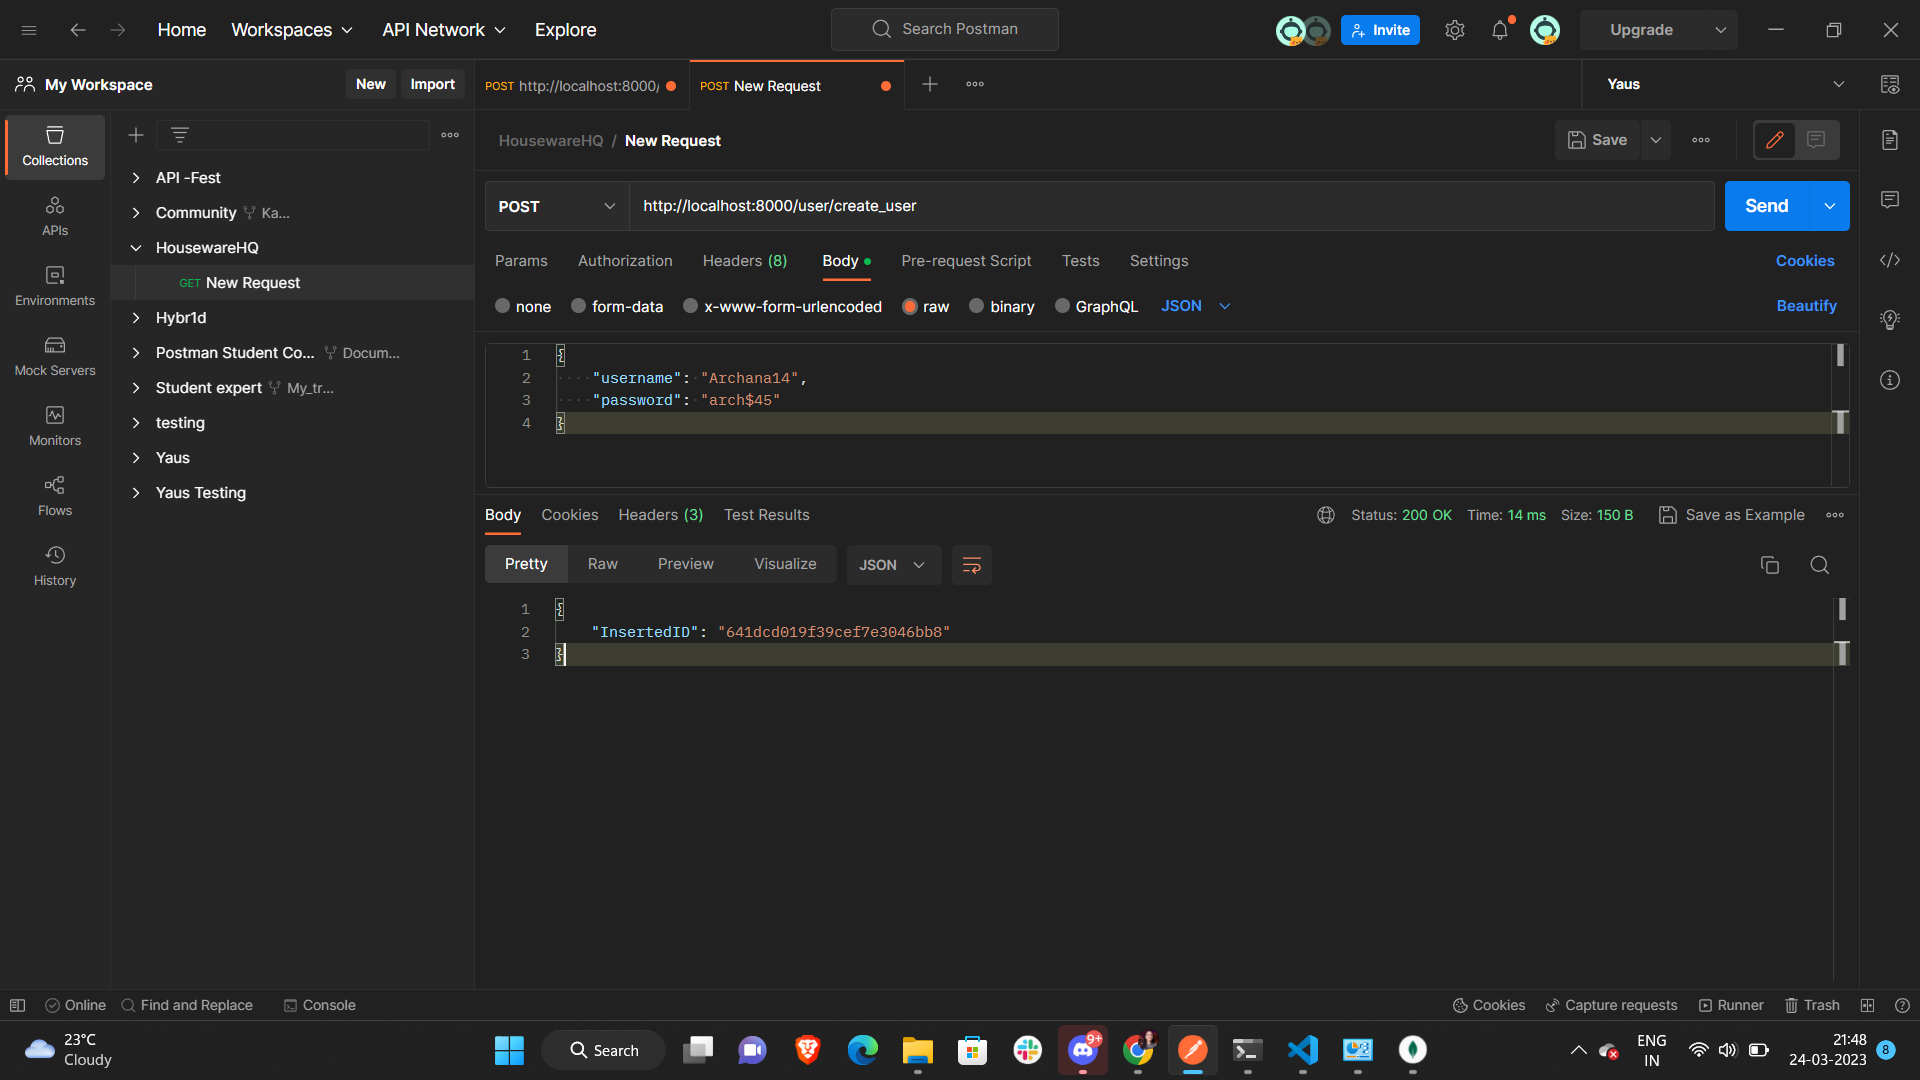 Home Workspaces API Network Explore Search Postman Invite Upgrade
My Workspace New Import POST http://localhost:8000/ POST New Request Yaus
Collections
APIs
Environments
Mock Servers
Monitors
Flows
History
API -Fest
Community Ka...
HousewareHQ
GET New Request
Hybr1d
Postman Student Co... Docum...
Student expert My_tr...
testing
Yaus
Yaus Testing
HousewareHQ / New Request Save
POST http://localhost:8000/user/create_user Send
Params Authorization Headers (8) Body Pre-request Script Tests Settings Cookies
none form-data x-www-form-urlencoded raw binary GraphQL JSON Beautify
1 {
2 "username": "Archana14",
3 "password": "arch$45"
4 }
Body Cookies Headers (3) Test Results Status: 200 OK Time: 14 ms Size: 150 B Save as Example
Pretty Raw Preview Visualize JSON
1 {
2 "InsertedID": "641dcd019f39cef7e3046bb8"
3 }
Online Find and Replace Console Cookies Capture requests Runner Trash
23°C
Cloudy
Search
9+
ENG
IN
21:48
24-03-2023
8